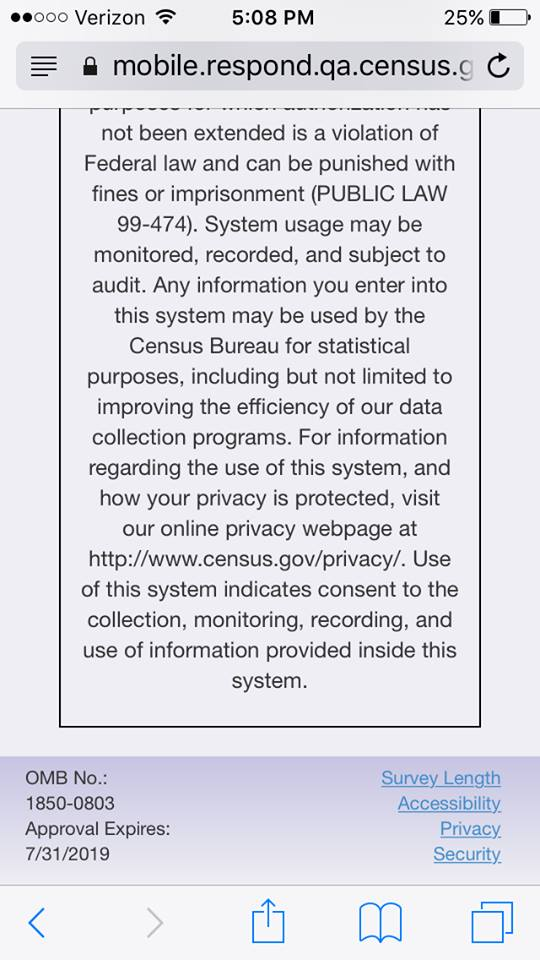 Verizon 5:08 PM 25%
mobile.respond.qa.census.g
purposes for which authorization has
not been extended is a violation of
Federal law and can be punished with
fines or imprisonment (PUBLIC LAW
99-474). System usage may be
monitored, recorded, and subject to
audit. Any information you enter into
this system may be used by the
Census Bureau for statistical
purposes, including but not limited to
improving the efficiency of our data
collection programs. For information
regarding the use of this system, and
how your privacy is protected, visit
our online privacy webpage at
http://www.census.gov/privacy/. Use
of this system indicates consent to the
collection, monitoring, recording, and
use of information provided inside this
system.
OMB No.:
1850-0803
Approval Expires:
7/31/2019
Survey Length
Accessibility
Privacy
Security